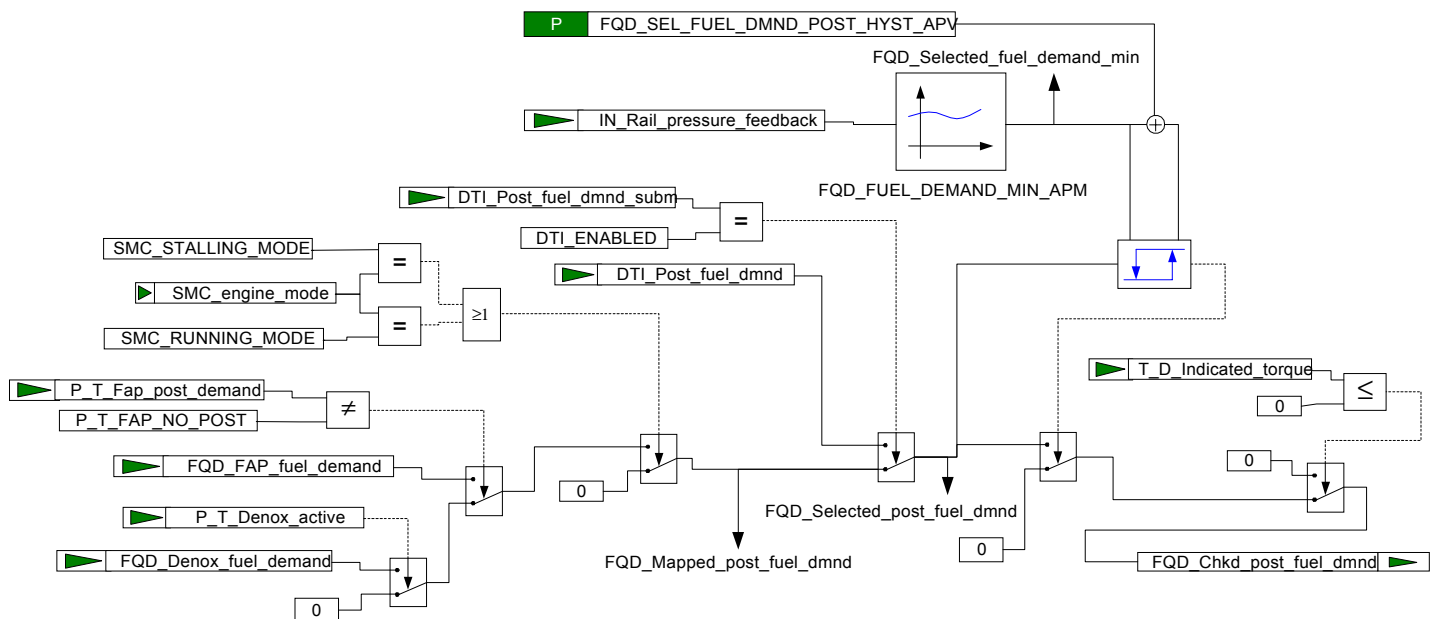 P FQD_SEL_FUEL_DMND_POST_HYST_APV
FQD_Selected_fuel_demand_min
IN_Rail_pressure_feedback
FQD_FUEL_DEMAND_MIN_APM
DTI_Post_fuel_dmnd_subm
=
DTI_ENABLED
SMC_STALLING_MODE
=
DTI_Post_fuel_dmnd
SMC_engine_mode
≥1
=
SMC_RUNNING_MODE
T_D_Indicated_torque
≤
0
P_T_Fap_post_demand
≠
P_T_FAP_NO_POST
FQD_FAP_fuel_demand
0
0
FQD_Selected_post_fuel_dmnd
P_T_Denox_active
0
FQD_Mapped_post_fuel_dmnd
FQD_Denox_fuel_demand
FQD_Chkd_post_fuel_dmnd
0